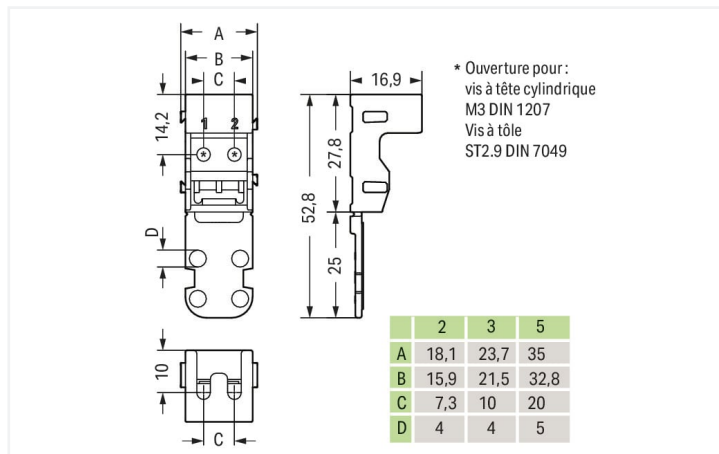 A
B
C
14,2
1 2
* *
D
10
C
16,9
27,8
52,8
25
* Ouverture pour :
vis à tête cylindrique
M3 DIN 1207
Vis à tôle
ST2.9 DIN 7049
2 3 5
A 18,1 23,7 35
B 15,9 21,5 32,8
C 7,3 10 20
D 4 4 5